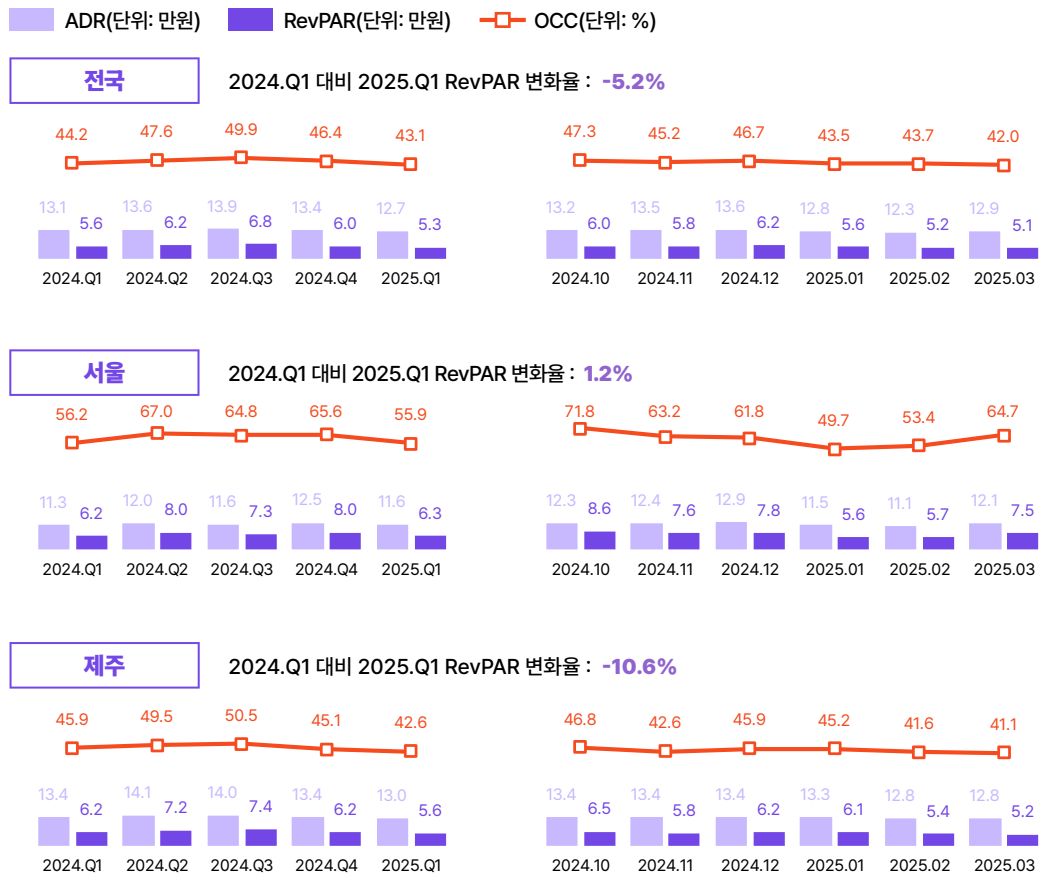 ADR(단위: 만원) RevPAR(단위: 만원) OCC(단위: %)
전국 2024.Q1 대비 2025.Q1 RevPAR 변화율 : -5.2%
44.2 47.6 49.9 46.4 43.1 47.3 45.2 46.7 43.5 43.7 42.0
13.1 5.6 13.6 6.2 13.9 6.8 13.4 6.0 12.7 5.3 13.2 6.0 13.5 5.8 13.6 6.2 12.8 5.6 12.3 5.2 12.9 5.1
2024.Q1 2024.Q2 2024.Q3 2024.Q4 2025.Q1 2024.10 2024.11 2024.12 2025.01 2025.02 2025.03
서울 2024.Q1 대비 2025.Q1 RevPAR 변화율 : 1.2%
56.2 67.0 64.8 65.6 55.9 71.8 63.2 61.8 49.7 53.4 64.7
11.3 6.2 12.0 8.0 11.6 7.3 12.5 8.0 11.6 6.3 12.3 8.6 12.4 7.6 12.9 7.8 11.5 5.6 11.1 5.7 12.1 7.5
2024.Q1 2024.Q2 2024.Q3 2024.Q4 2025.Q1 2024.10 2024.11 2024.12 2025.01 2025.02 2025.03
제주 2024.Q1 대비 2025.Q1 RevPAR 변화율 : -10.6%
45.9 49.5 50.5 45.1 42.6 46.8 42.6 45.9 45.2 41.6 41.1
13.4 6.2 14.1 7.2 14.0 7.4 13.4 6.2 13.0 5.6 13.4 6.5 13.4 5.8 13.4 6.2 13.3 6.1 12.8 5.4 12.8 5.2
2024.Q1 2024.Q2 2024.Q3 2024.Q4 2025.Q1 2024.10 2024.11 2024.12 2025.01 2025.02 2025.03